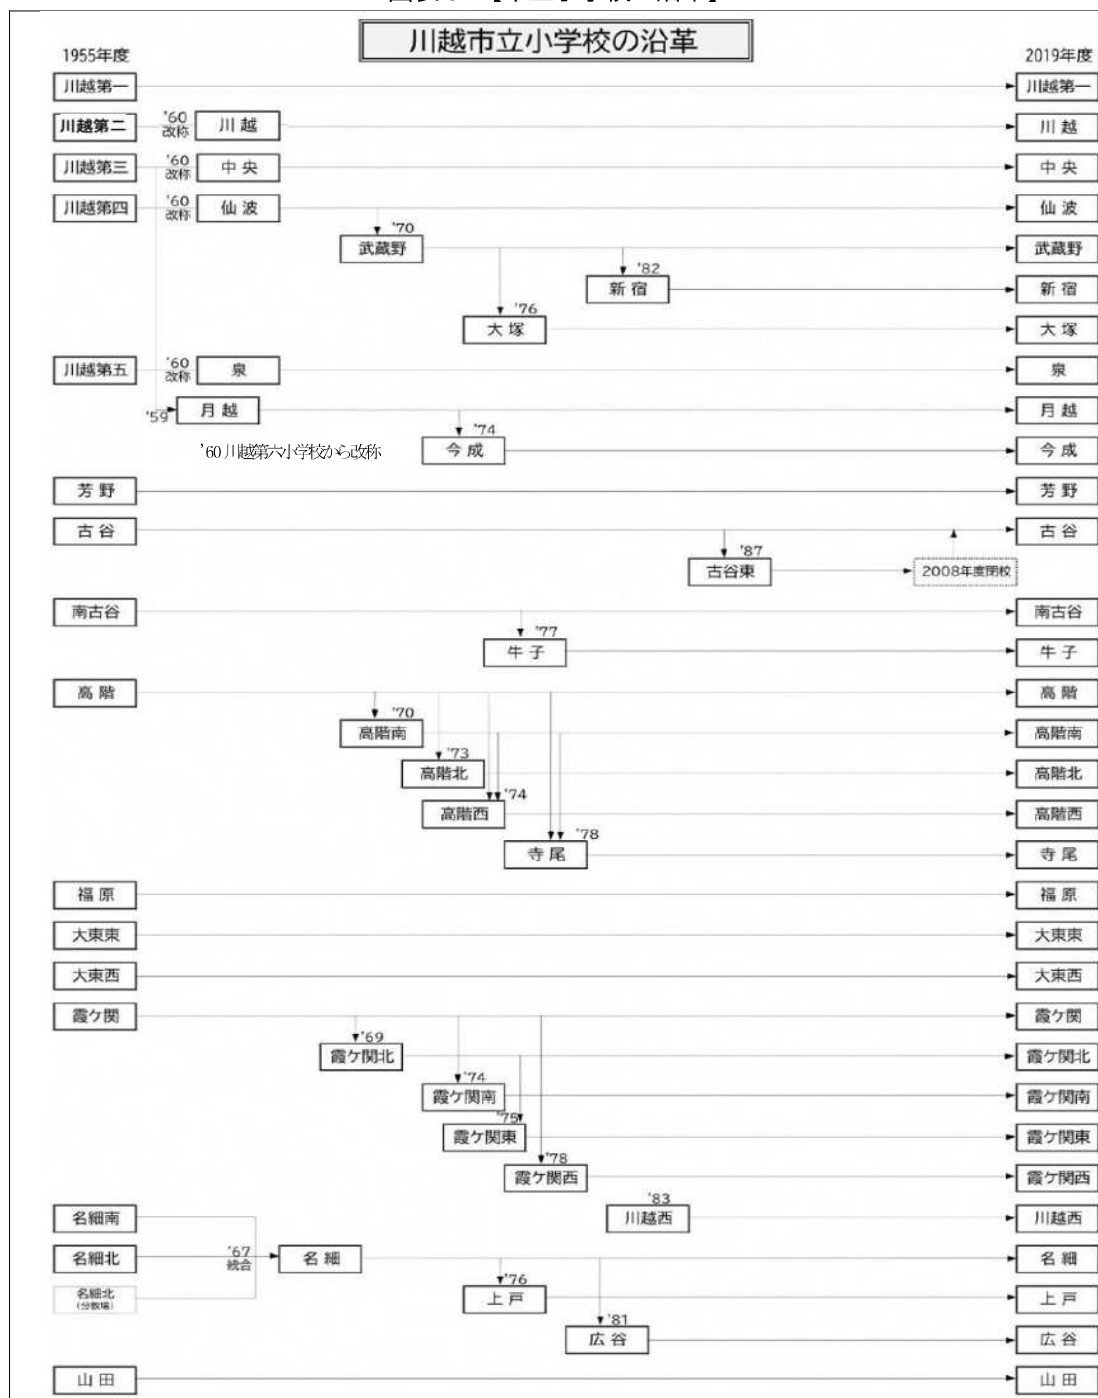 川越市立小学校の沿革
1955年度
2019年度
川越第一
川越第一
川越第二
'60
改称
川越
川越
川越第三
'60
改称
中央
中央
川越第四
'60
改称
仙波
仙波
'70
武蔵野
武蔵野
'82
新宿
新宿
'76
大塚
大塚
川越第五
'60
改称
泉
泉
'59
月越
月越
'60川越第六小学校から改称
'74
今成
今成
芳野
芳野
古谷
古谷
'87
古谷東
2008年度閉校
南古谷
南古谷
'77
牛子
牛子
高階
高階
'70
高階南
高階南
'73
高階北
高階北
'74
高階西
高階西
'78
寺尾
寺尾
福原
福原
大東東
大東東
大東西
大東西
霞ケ関
霞ケ関
'69
霞ケ関北
霞ケ関北
'74
霞ケ関南
霞ケ関南
'75
霞ケ関東
霞ケ関東
'78
霞ケ関西
霞ケ関西
名細南
'83
川越西
川越西
名細北
'67
統合
名細
名細
名細北
(分教場)
'76
上戸
上戸
'81
広谷
広谷
山田
山田